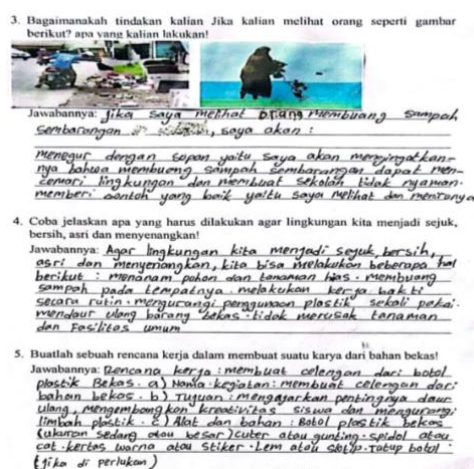 3. Bagaimanakah tindakan kalian Jika kalian melihat orang seperti gambar
berikut? apa yang kalian lakukan!
Jawabannya: Jika saya melihat orang membuang sampah
sembarangan, saya akan :
menegur dengan sopan yaitu saya akan mengingatkan-
nya bahwa membuang sampah sembarangan dapat men-
cemari lingkungan dan membuat sekolah tidak nyaman.
memberi contoh yang baik yaitu saya melihat dan
4. Coba jelaskan apa yang harus dilakukan agar lingkungan kita menjadi sejuk,
bersih, asri dan menyenangkan!
Jawabannya: Agar lingkungan kita menjadi sejuk, bersih,
asri dan menyenangkan, kita bisa melakukan beberapa hal
berikut : menanam pohon dan tanaman hias - membuang
sampah pada tempatnya. melakukan kerja bakti
secara rutin. mengurangi penggunaan plastik sekali pakai.
mendaur ulang barang bekas. tidak merusak tanaman
dan Fasilitas umum
5. Buatlah sebuah rencana kerja dalam membuat suatu karya dari bahan bekas!
Jawabannya: Rencana kerja : membuat celengan dari botol
plastik Bekas. a) Nama kegiatan : membuat celengan dari
bahan bekas. b) Tujuan : mengajarkan pentingnya daur
ulang, mengembangkan kreativitas siswa dan mengurangi
limbah plastik. c) Alat dan bahan : Botol plastik bekas
(ukuran sedang atau besar) cuter atau gunting. spidol atau
cat. kertas warna atau Stiker. Lem atau Tutup botol
(jika di perlukan)